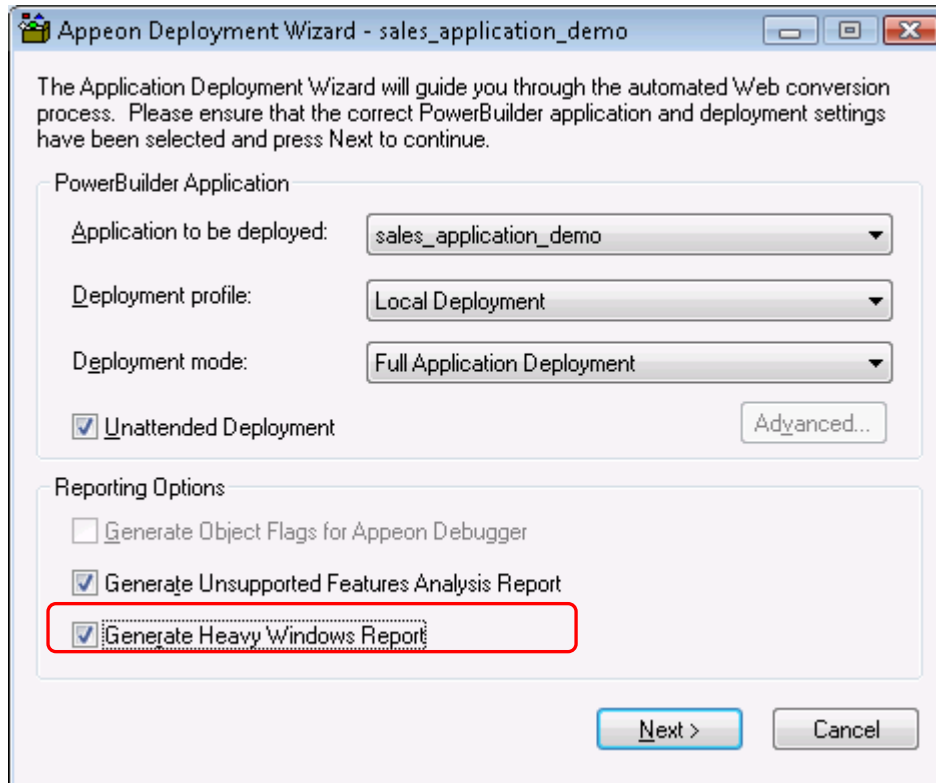 Appeon Deployment Wizard - sales_application_demo
The Application Deployment Wizard will guide you through the automated Web conversion
process. Please ensure that the correct PowerBuilder application and deployment settings
have been selected and press Next to continue.
PowerBuilder Application
Application to be deployed: sales_application_demo
Deployment profile: Local Deployment
Deployment mode: Full Application Deployment
Unattended Deployment Advanced...
Reporting Options
Generate Object Flags for Appeon Debugger
Generate Unsupported Features Analysis Report
Generate Heavy Windows Report
Next > Cancel